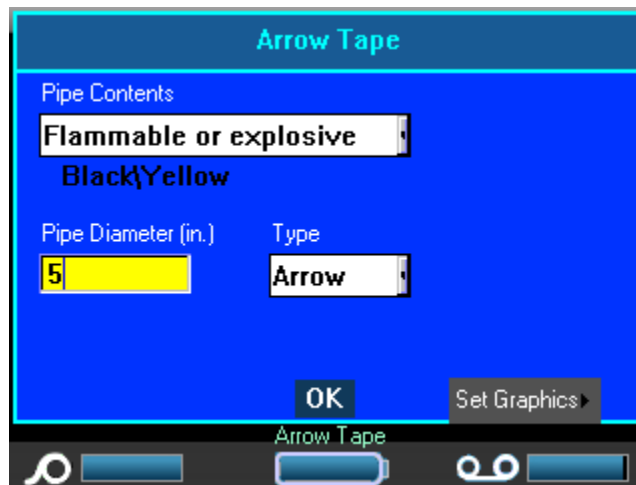 Arrow Tape
Pipe Contents
Flammable or explosive
Black\Yellow
Pipe Diameter (in.) Type
5 Arrow
OK Set Graphics
Arrow Tape